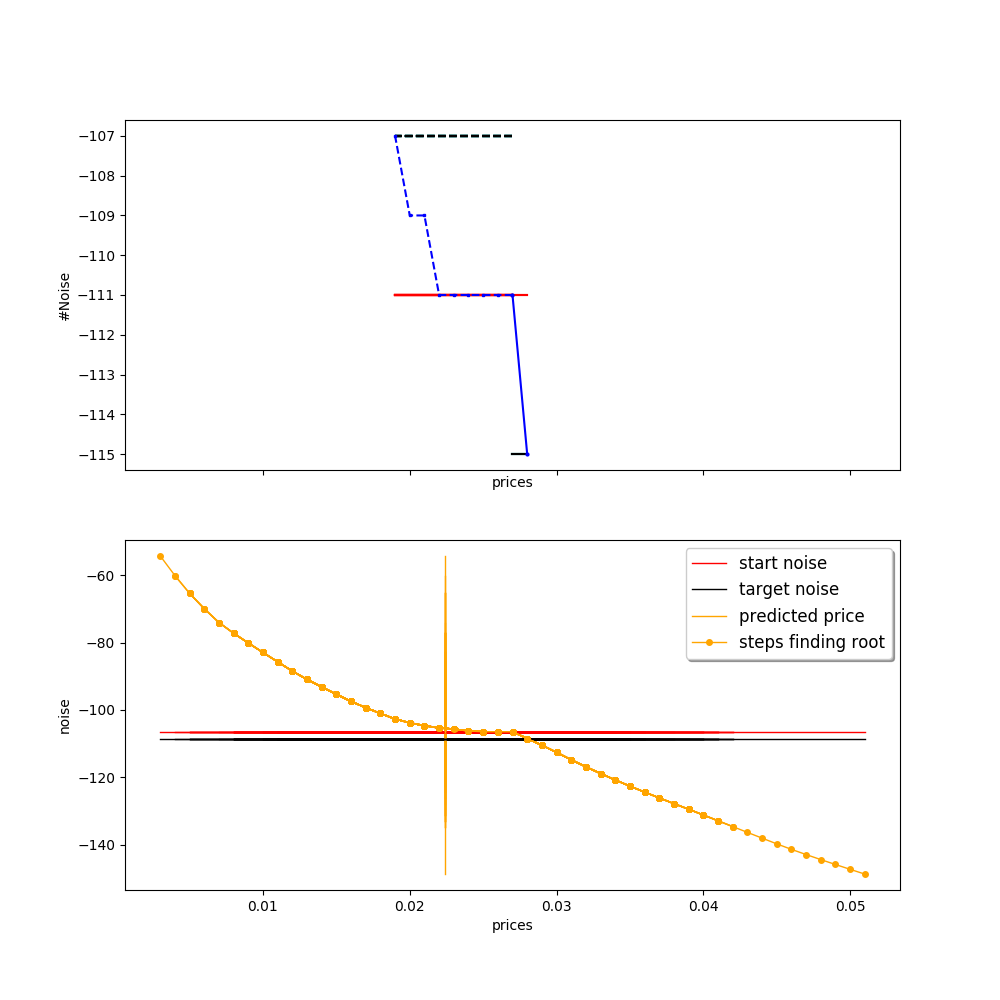 −107
−108
−109
−110
−111
−112
−113
−114
−115
#Noise
prices
−60
−80
−100
−120
−140
noise
start noise
target noise
predicted price
steps finding root
0.01
0.02
0.03
0.04
0.05
prices